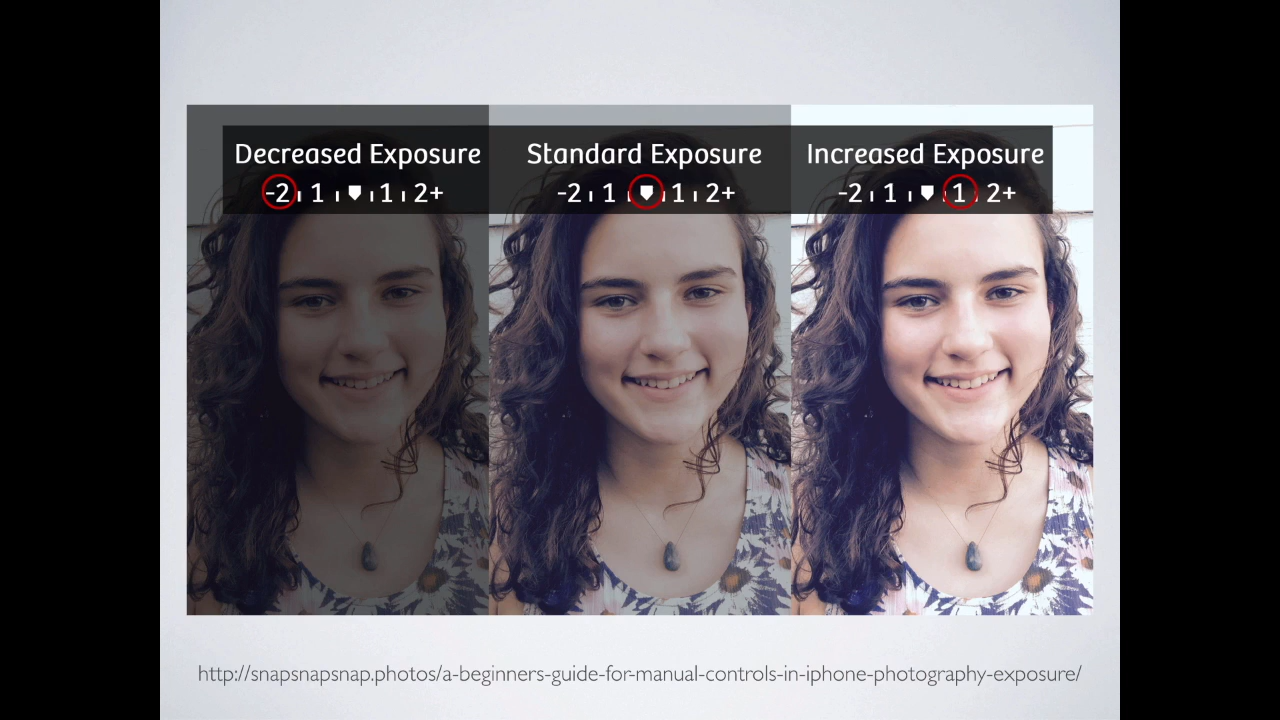 Decreased Exposure Standard Exposure Increased Exposure
-2 1 1 2+ -2 1 1 2+ -2 1 1 2+
http://snapsnapsnap.photos/a-beginners-guide-for-manual-controls-in-iphone-photography-exposure/